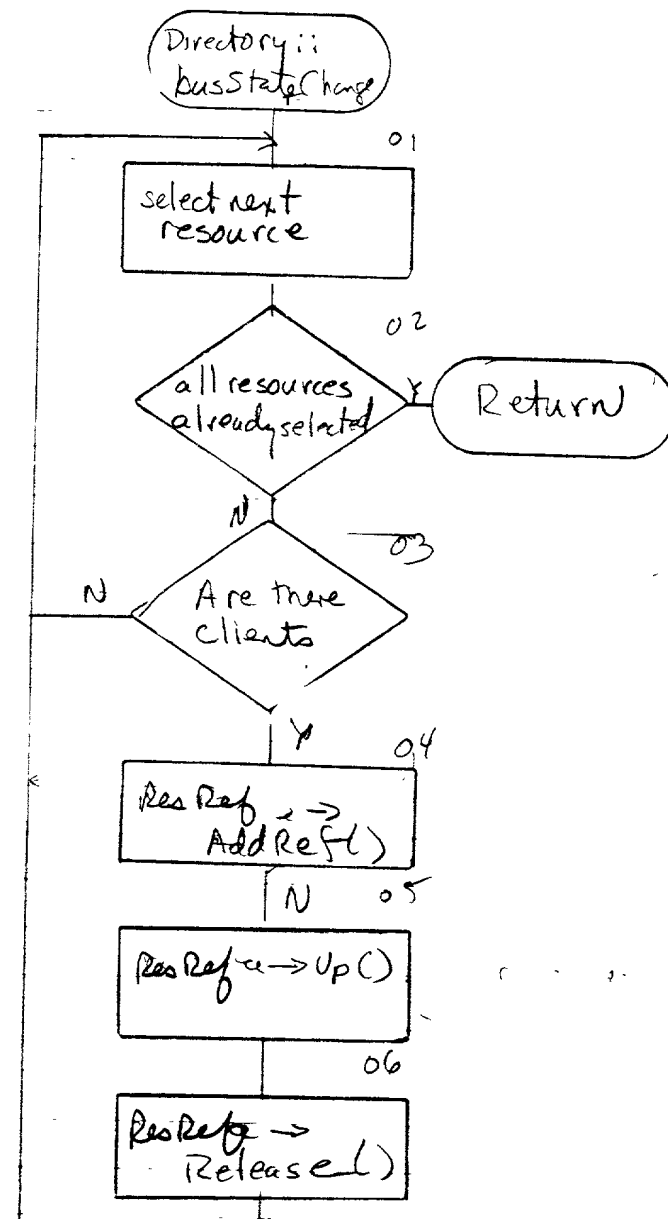 Directory::
busStateChange
01
select next
resource
02
all resources
already selected
Y
Return
N
03
N
Are there
clients
Y
04
ResRef →
AddRef()
N
05
ResRef → Up()
06
ResRef →
Release()